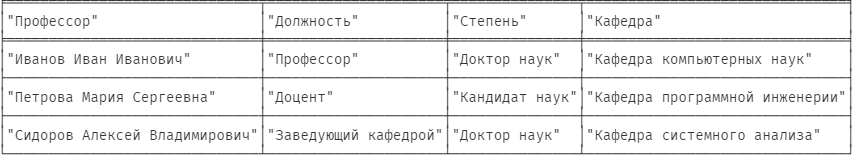 "Профессор" "Должность" "Степень" "Кафедра"
"Иванов Иван Иванович" "Профессор" "Доктор наук" "Кафедра компьютерных наук"
"Петрова Мария Сергеевна" "Доцент" "Кандидат наук" "Кафедра программной инженерии"
"Сидоров Алексей Владимирович" "Заведующий кафедрой" "Доктор наук" "Кафедра системного анализа"